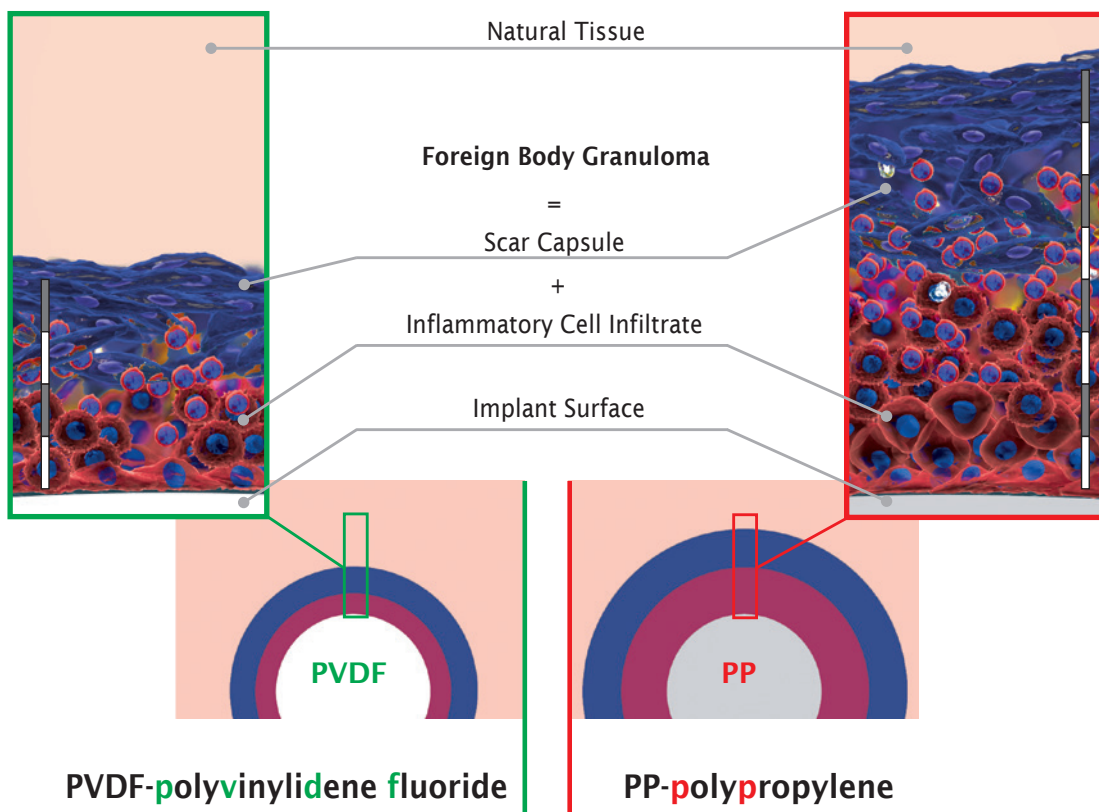 Natural Tissue
Foreign Body Granuloma
=
Scar Capsule
+
Inflammatory Cell Infiltrate
Implant Surface
PVDF
PP
PVDF-polyvinylidene fluoride
PP-polypropylene